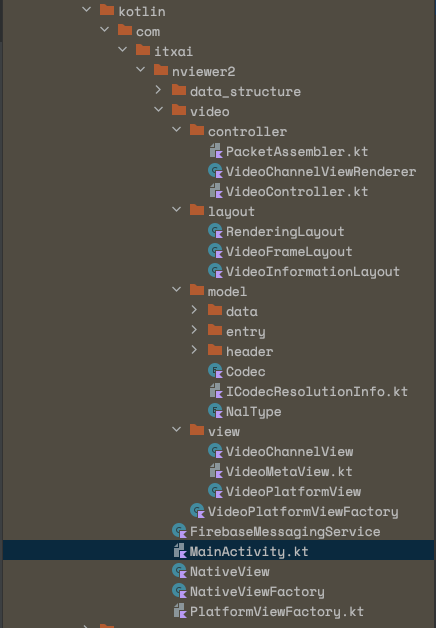 kotlin
com
itxai
nviewer2
data_structure
video
controller
PacketAssembler.kt
VideoChannelViewRenderer
VideoController.kt
layout
RenderingLayout
VideoFrameLayout
VideoInformationLayout
model
data
entry
header
Codec
ICodecResolutionInfo.kt
NalType
view
VideoChannelView
VideoMetaView.kt
VideoPlatformView
VideoPlatformViewFactory
FirebaseMessagingService
MainActivity.kt
NativeView
NativeViewFactory
PlatformViewFactory.kt